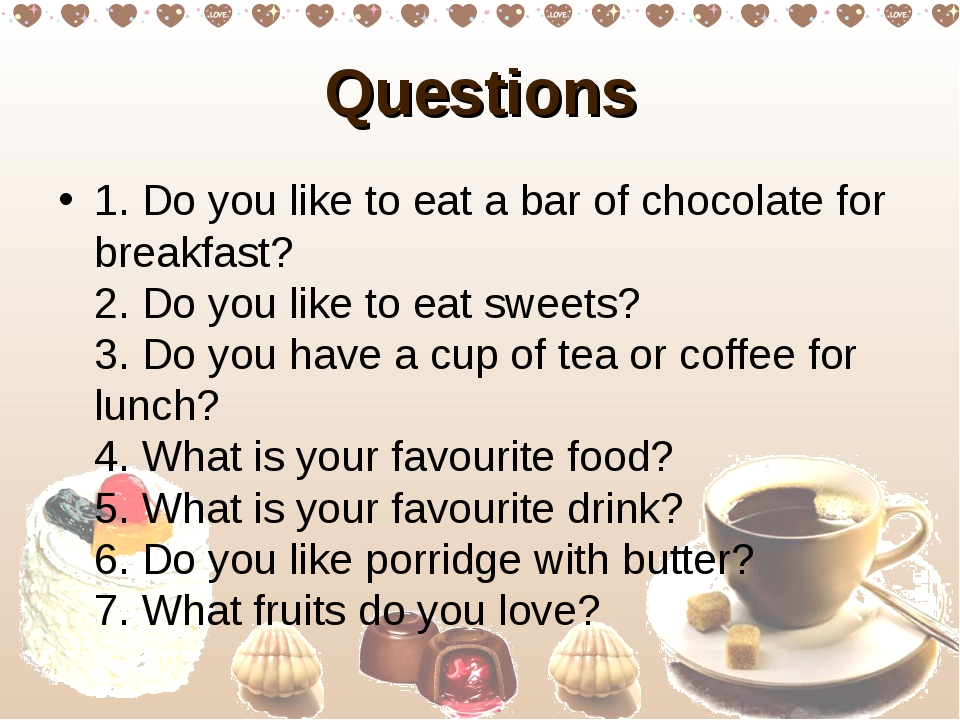 LOVE LOVE LOVE LOVE LOVE
Questions
• 1. Do you like to eat a bar of chocolate for
breakfast?
2. Do you like to eat sweets?
3. Do you have a cup of tea or coffee for
lunch?
4. What is your favourite food?
5. What is your favourite drink?
6. Do you like porridge with butter?
7. What fruits do you love?